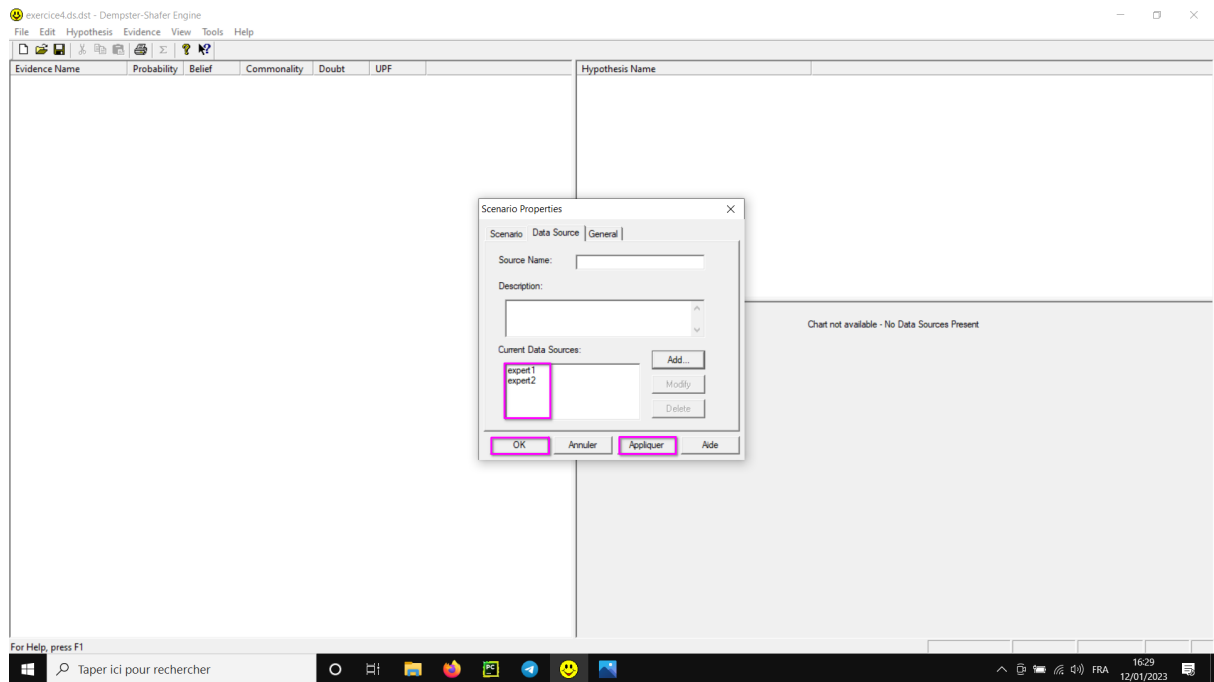 exercice4.ds.dst - Dempster-Shafer Engine
File Edit Hypothesis Evidence View Tools Help
Evidence Name Probability Belief Commonality Doubt UPF
Hypothesis Name
Scenario Properties
Scenario Data Source General
Source Name:
Description:
Current Data Sources:
expert1
expert2
Add...
Modify
Delete
OK Annuler Appliquer Aide
Chart not available - No Data Sources Present
For Help, press F1
Taper ici pour rechercher
PC
FRA
16:29
12/01/2023